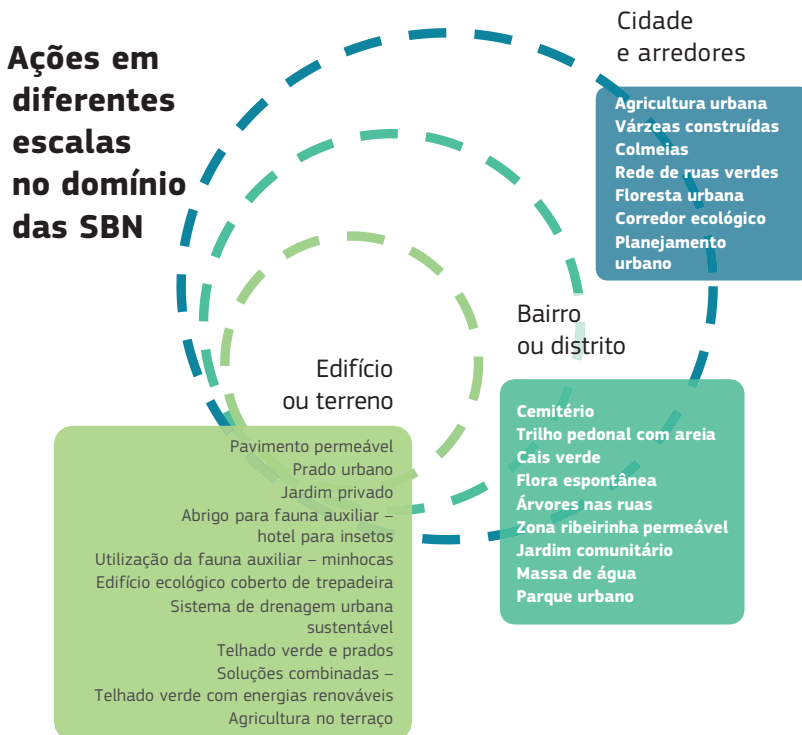 Ações em
diferentes
escalas
no domínio
das SBN
Cidade
e arredores
Agricultura urbana
Várzeas construídas
Colmeias
Rede de ruas verdes
Floresta urbana
Corredor ecológico
Planejamento
urbano
Bairro
ou distrito
Cemitério
Trilho pedonal com areia
Cais verde
Flora espontânea
Árvores nas ruas
Zona ribeirinha permeável
Jardim comunitário
Massa de água
Parque urbano
Edifício
ou terreno
Pavimento permeável
Prado urbano
Jardim privado
Abrigo para fauna auxiliar –
hotel para insetos
Utilização da fauna auxiliar – minhocas
Edifício ecológico coberto de trepadeira
Sistema de drenagem urbana
sustentável
Telhado verde e prados
Soluções combinadas –
Telhado verde com energias renováveis
Agricultura no terraço